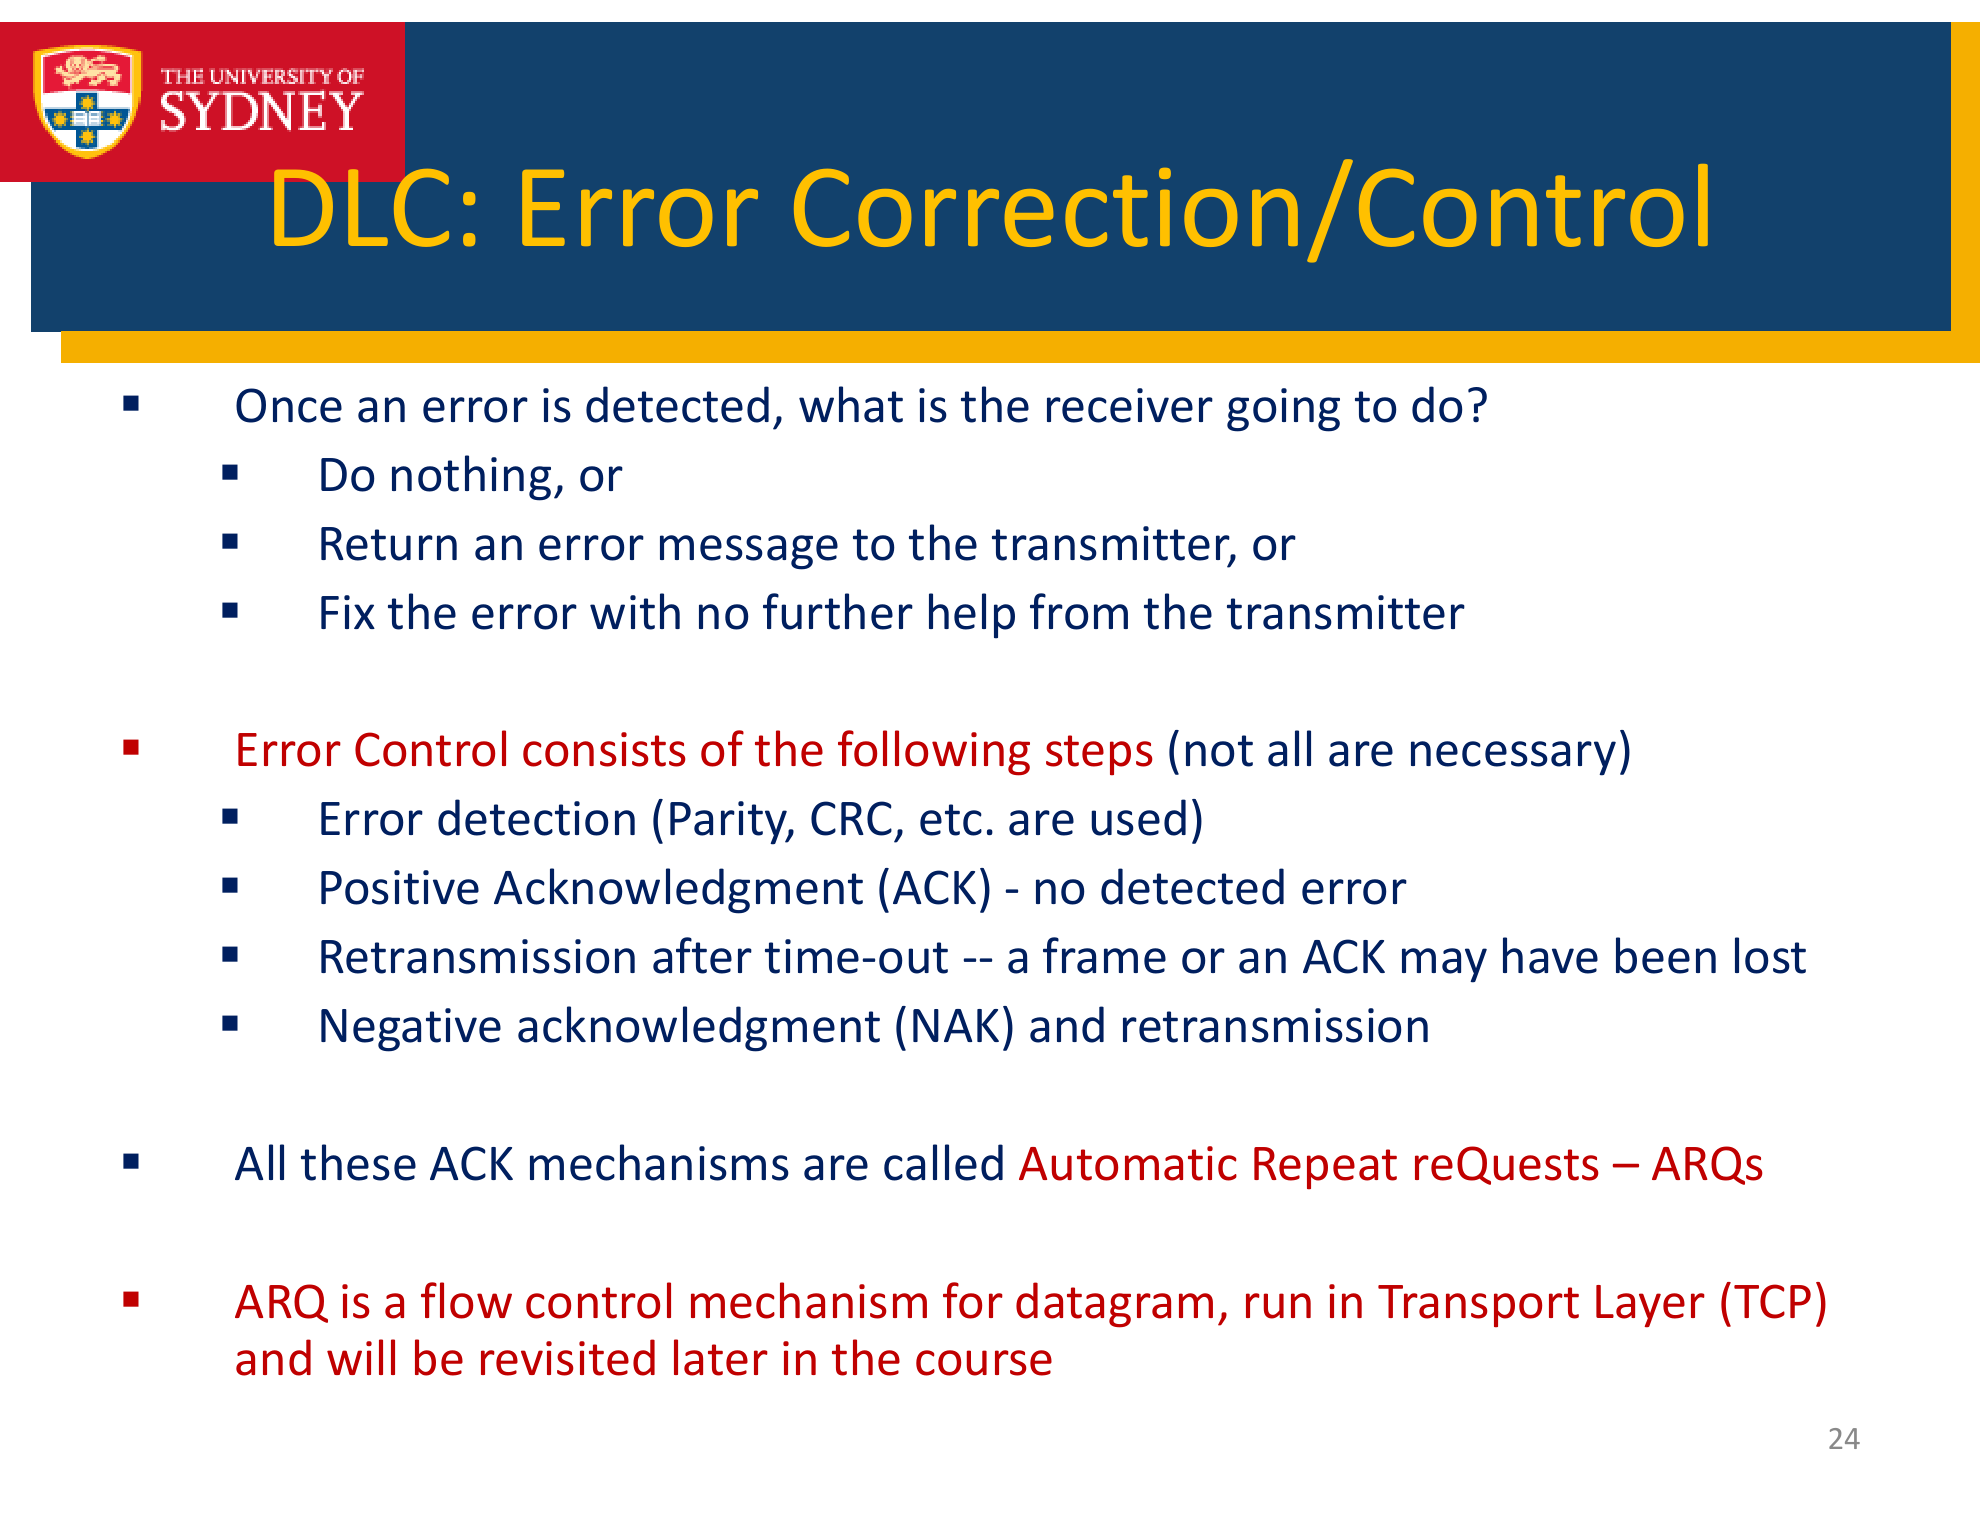 THE UNIVERSITY OF
SYDNEY
DLC: Error Correction/Control
▪ Once an error is detected, what is the receiver going to do?
▪ Do nothing, or
▪ Return an error message to the transmitter, or
▪ Fix the error with no further help from the transmitter
▪ Error Control consists of the following steps (not all are necessary)
▪ Error detection (Parity, CRC, etc. are used)
▪ Positive Acknowledgment (ACK) - no detected error
▪ Retransmission after time-out -- a frame or an ACK may have been lost
▪ Negative acknowledgment (NAK) and retransmission
▪ All these ACK mechanisms are called Automatic Repeat reQuests – ARQs
▪ ARQ is a flow control mechanism for datagram, run in Transport Layer (TCP)
and will be revisited later in the course
24